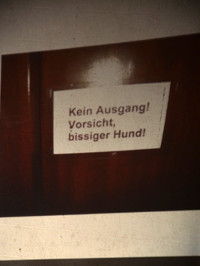 Kein Ausgang!
Vorsicht,
bissiger Hund!